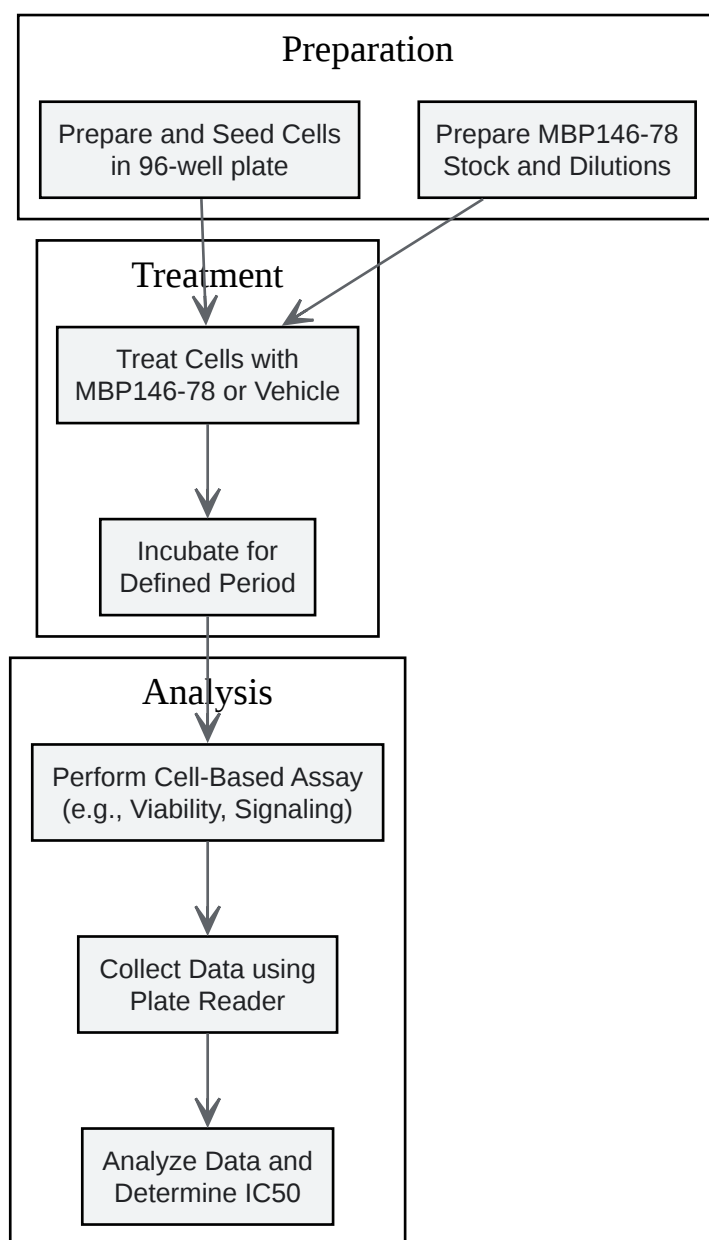 Preparation
Prepare and Seed Cells
in 96-well plate
Prepare MBP146-78
Stock and Dilutions
Treatment
Treat Cells with
MBP146-78 or Vehicle
Incubate for
Defined Period
Analysis
Perform Cell-Based Assay
(e.g., Viability, Signaling)
Collect Data using
Plate Reader
Analyze Data and
Determine IC50